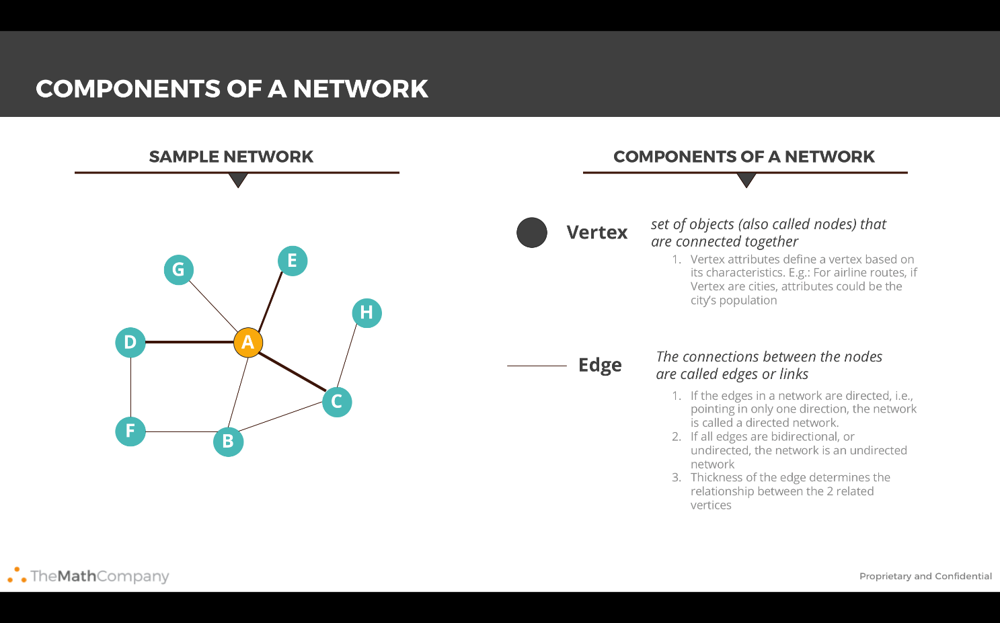 COMPONENTS OF A NETWORK
SAMPLE NETWORK
G
E
H
D
A
C
F
B
COMPONENTS OF A NETWORK
Vertex
set of objects (also called nodes) that
are connected together
1. Vertex attributes define a vertex based on
its characteristics. E.g.: For airline routes, if
Vertex are cities, attributes could be the
city's population
Edge
The connections between the nodes
are called edges or links
1. If the edges in a network are directed, i.e.,
pointing in only one direction, the network
is called a directed network.
2. If all edges are bidirectional, or
undirected, the network is an undirected
network
3. Thickness of the edge determines the
relationship between the 2 related
vertices
TheMathCompany
Proprietary and Confidential